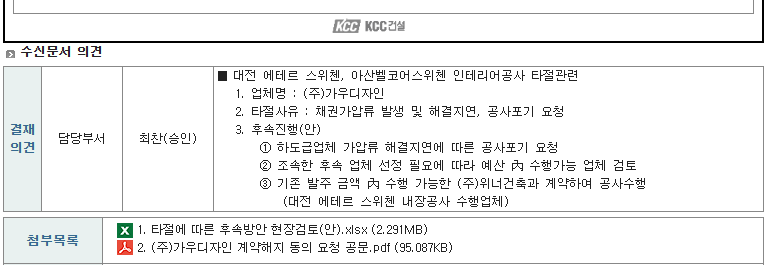 KCC KCC건설
수신문서 의견
결재 의견
담당부서
최찬(승인)
■ 대전 에테르 스위첸, 아산벨코어스위첸 인테리어공사 타절관련
1. 업체명 : (주)가우디자인
2. 타절사유 : 채권가압류 발생 및 해결지연, 공사포기 요청
3. 후속진행(안)
① 하도급업체 가압류 해결지연에 따른 공사포기 요청
② 조속한 후속 업체 선정 필요에 따라 예산 內 수행가능 업체 검토
③ 기존 발주 금액 內 수행 가능한 (주)위너건축과 계약하여 공사수행
(대전 에테르 스위첸 내장공사 수행업체)
첨부목록
1. 타절에 따른 후속방안 현장검토(안).xlsx (2.291MB)
2. (주)가우디자인 계약해지 동의 요청 공문.pdf (95.087KB)